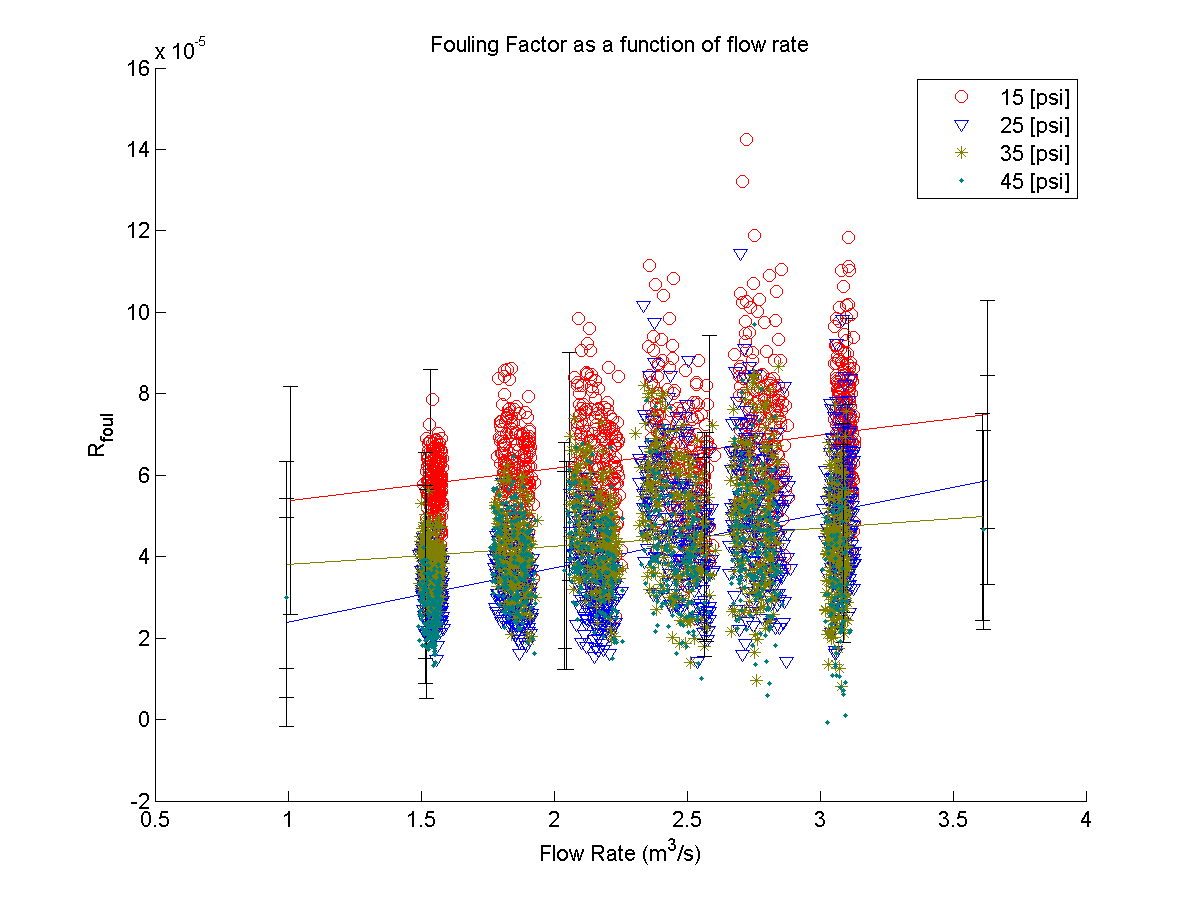 Fouling Factor as a function of flow rate
x 10-5
16
14
12
10
8
6
4
2
0
-2
Rfoul
0.5 1 1.5 2 2.5 3 3.5 4
Flow Rate (m3/s)
15 [psi]
25 [psi]
35 [psi]
45 [psi]